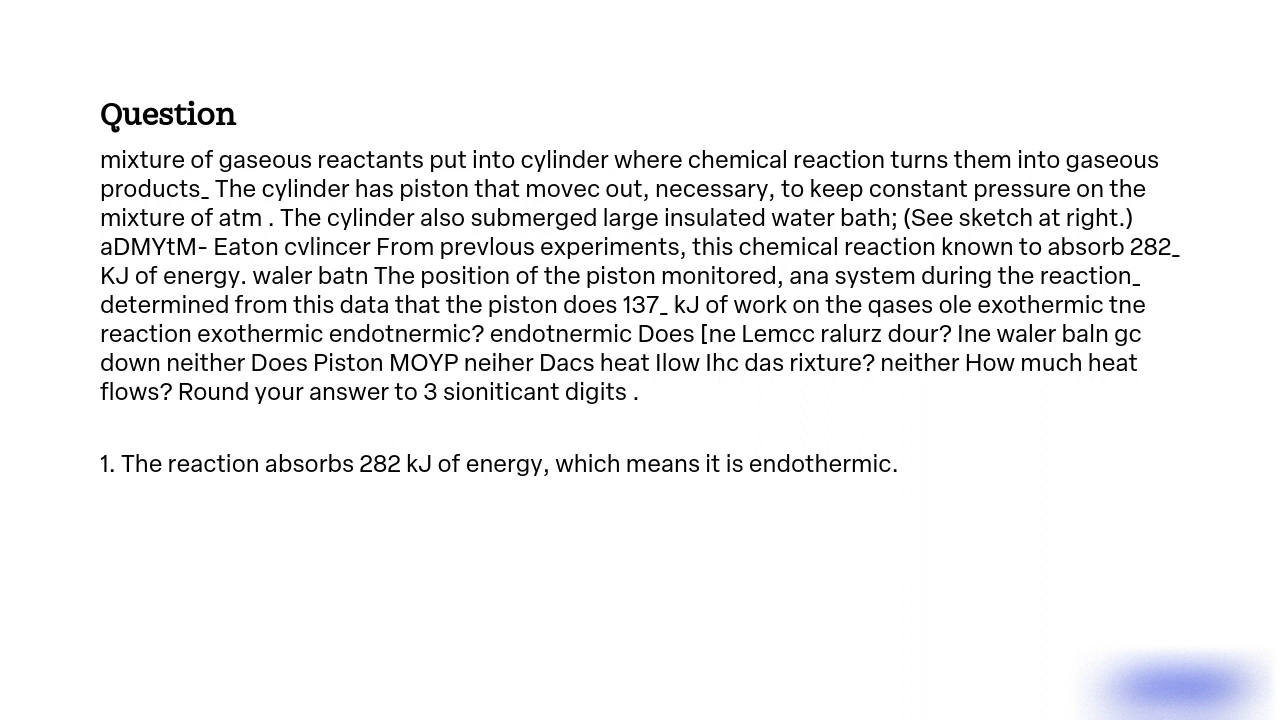 Question
mixture of gaseous reactants put into cylinder where chemical reaction turns them into gaseous
products_ The cylinder has piston that movec out, necessary, to keep constant pressure on the
mixture of atm . The cylinder also submerged large insulated water bath; (See sketch at right.)
aDMYtM- Eaton cvlincer From prevlous experiments, this chemical reaction known to absorb 282_
KJ of energy. waler batn The position of the piston monitored, ana system during the reaction_
determined from this data that the piston does 137_ kJ of work on the qases ole exothermic tne
reaction exothermic endotnermic? endotnermic Does [ne Lemcc ralurz dour? Ine waler baln gc
down neither Does Piston MOYP neiher Dacs heat Ilow Ihc das rixture? neither How much heat
flows? Round your answer to 3 sioniticant digits .
1. The reaction absorbs 282 kJ of energy, which means it is endothermic.